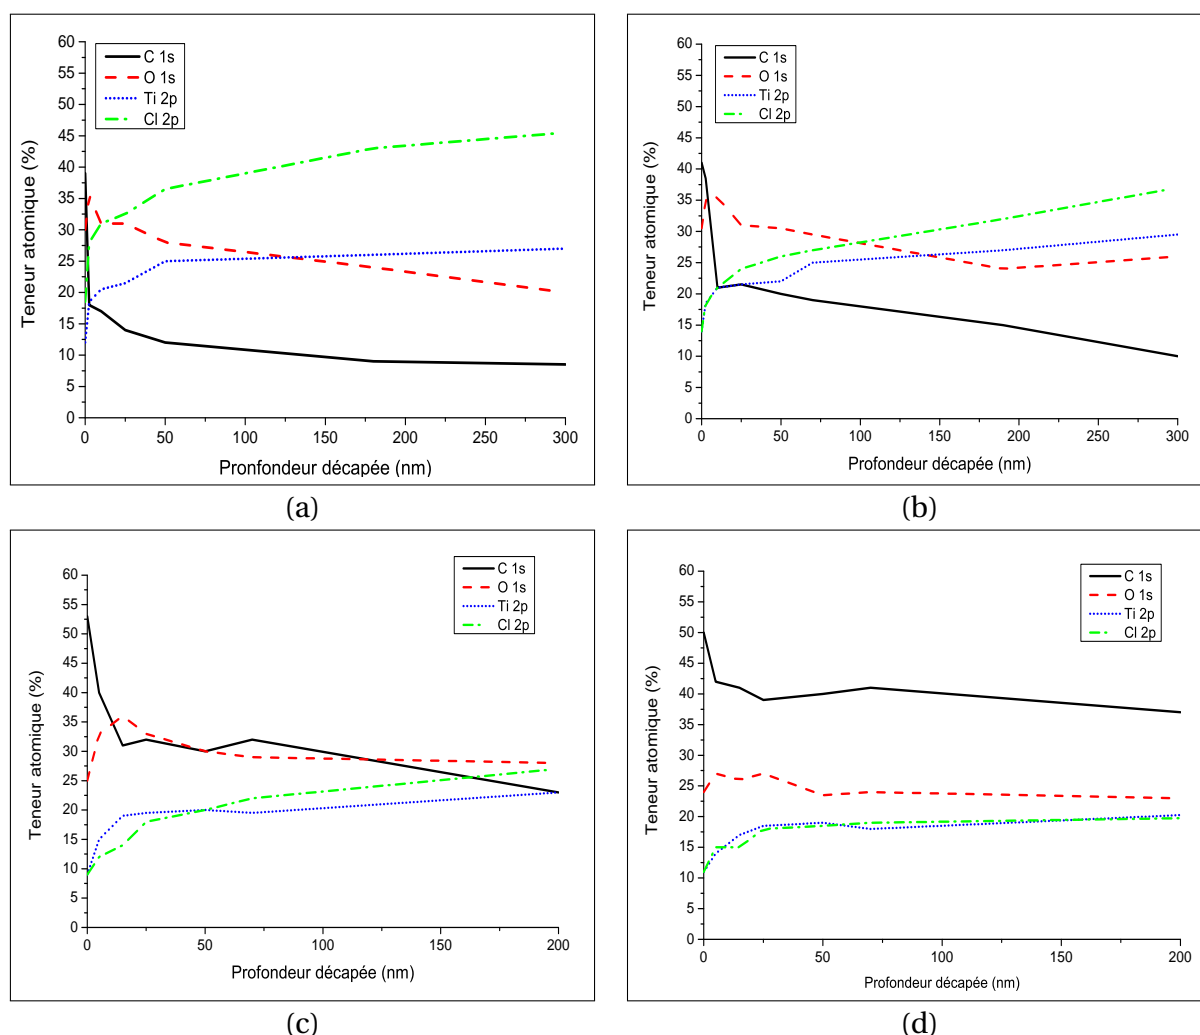 60
55
50
45
40
35
30
25
20
15
10
5
0
Teneur atomique (%)
C 1s
O 1s
Ti 2p
Cl 2p
0 50 100 150 200 250 300
Pronfondeur décapée (nm)
(a)
60
55
50
45
40
35
30
25
20
15
10
5
0
Teneur atomique (%)
C 1s
O 1s
Ti 2p
Cl 2p
0 50 100 150 200 250 300
Profondeur décapée (nm)
(b)
60
55
50
45
40
35
30
25
20
15
10
5
0
Teneur atomique (%)
C 1s
O 1s
Ti 2p
Cl 2p
0 50 100 150 200
Profondeur décapée (nm)
(c)
60
55
50
45
40
35
30
25
20
15
10
5
0
Teneur atomique (%)
C 1s
O 1s
Ti 2p
Cl 2p
0 50 100 150 200
Profondeur décapée (nm)
(d)